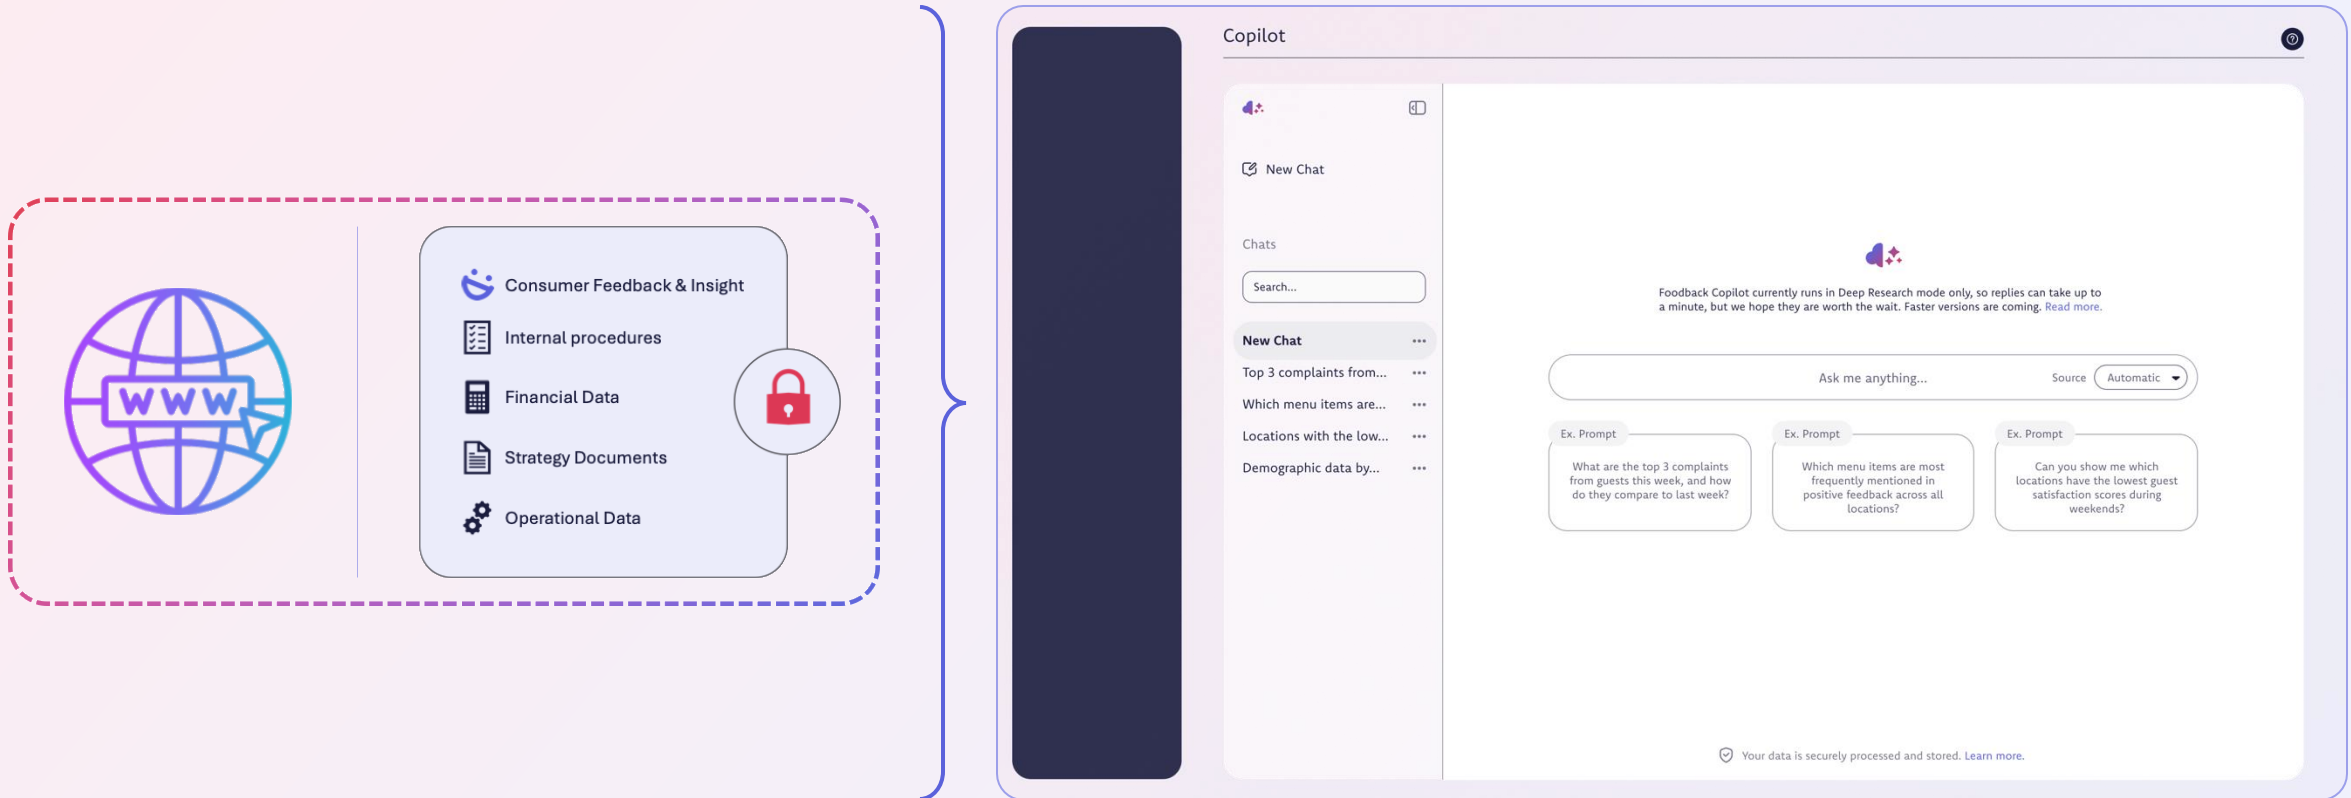 WWW
Consumer Feedback & Insight
Internal procedures
Financial Data
Strategy Documents
Operational Data
Copilot
New Chat
Chats
Search...
New Chat
Top 3 complaints from...
Which menu items are...
Locations with the low...
Demographic data by...
Foodback Copilot currently runs in Deep Research mode only, so replies can take up to
a minute, but we hope they are worth the wait. Faster versions are coming. Read more.
Ask me anything...
Source
Automatic
Ex. Prompt
What are the top 3 complaints
from guests this week, and how
do they compare to last week?
Ex. Prompt
Which menu items are most
frequently mentioned in
positive feedback across all
locations?
Ex. Prompt
Can you show me which
locations have the lowest guest
satisfaction scores during
weekends?
Your data is securely processed and stored. Learn more.